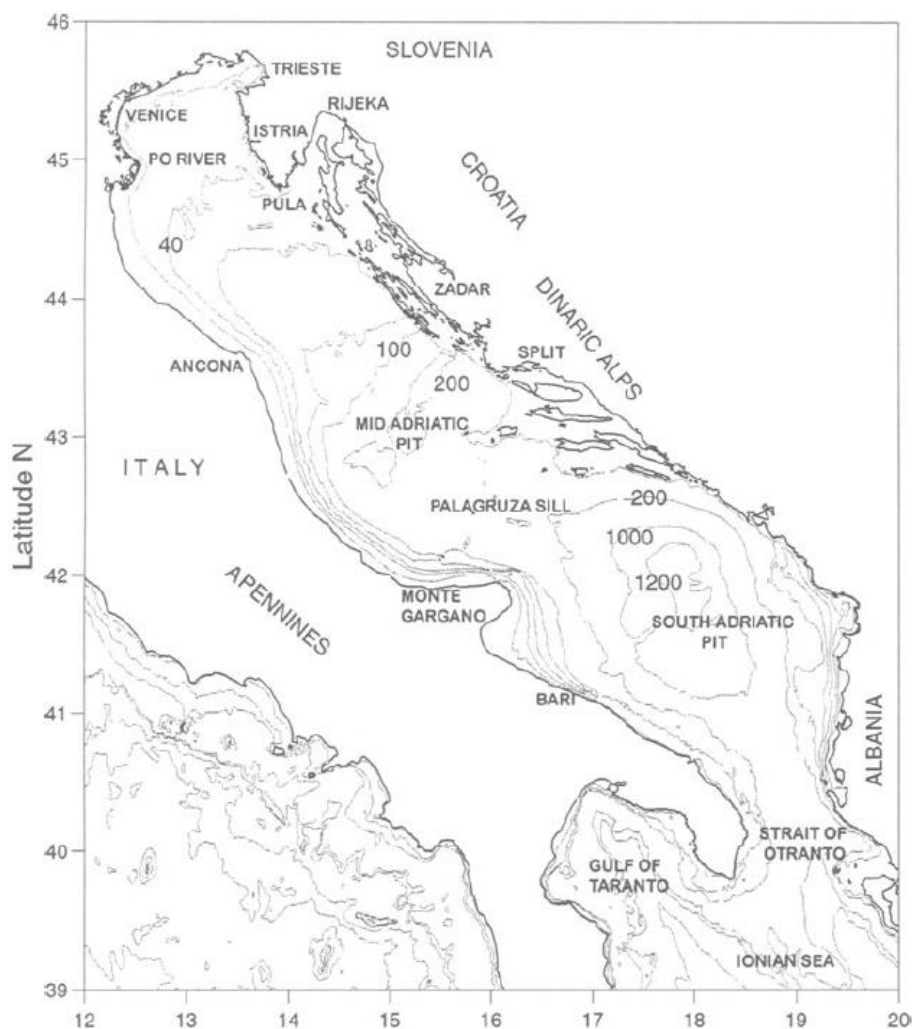 46
SLOVENIA
TRIESTE
VENICE
RIJEKA
ISTRIA
PO RIVER
45
CROATIA
PULA
40
8
ZADAR
44
DINARIC ALPS
ANCONA
100
SPLIT
200
MID ADRIATIC
PIT
43
ITALY
Latitude N
PALAGRUZA SILL
200
1000
42
1200
APENNINES
MONTE
GARGANO
SOUTH ADRIATIC
PIT
BARI
41
ALBANIA
40
STRAIT OF
OTRANTO
GULF OF
TARANTO
IONIAN SEA
39
12 13 14 15 16 17 18 19 20